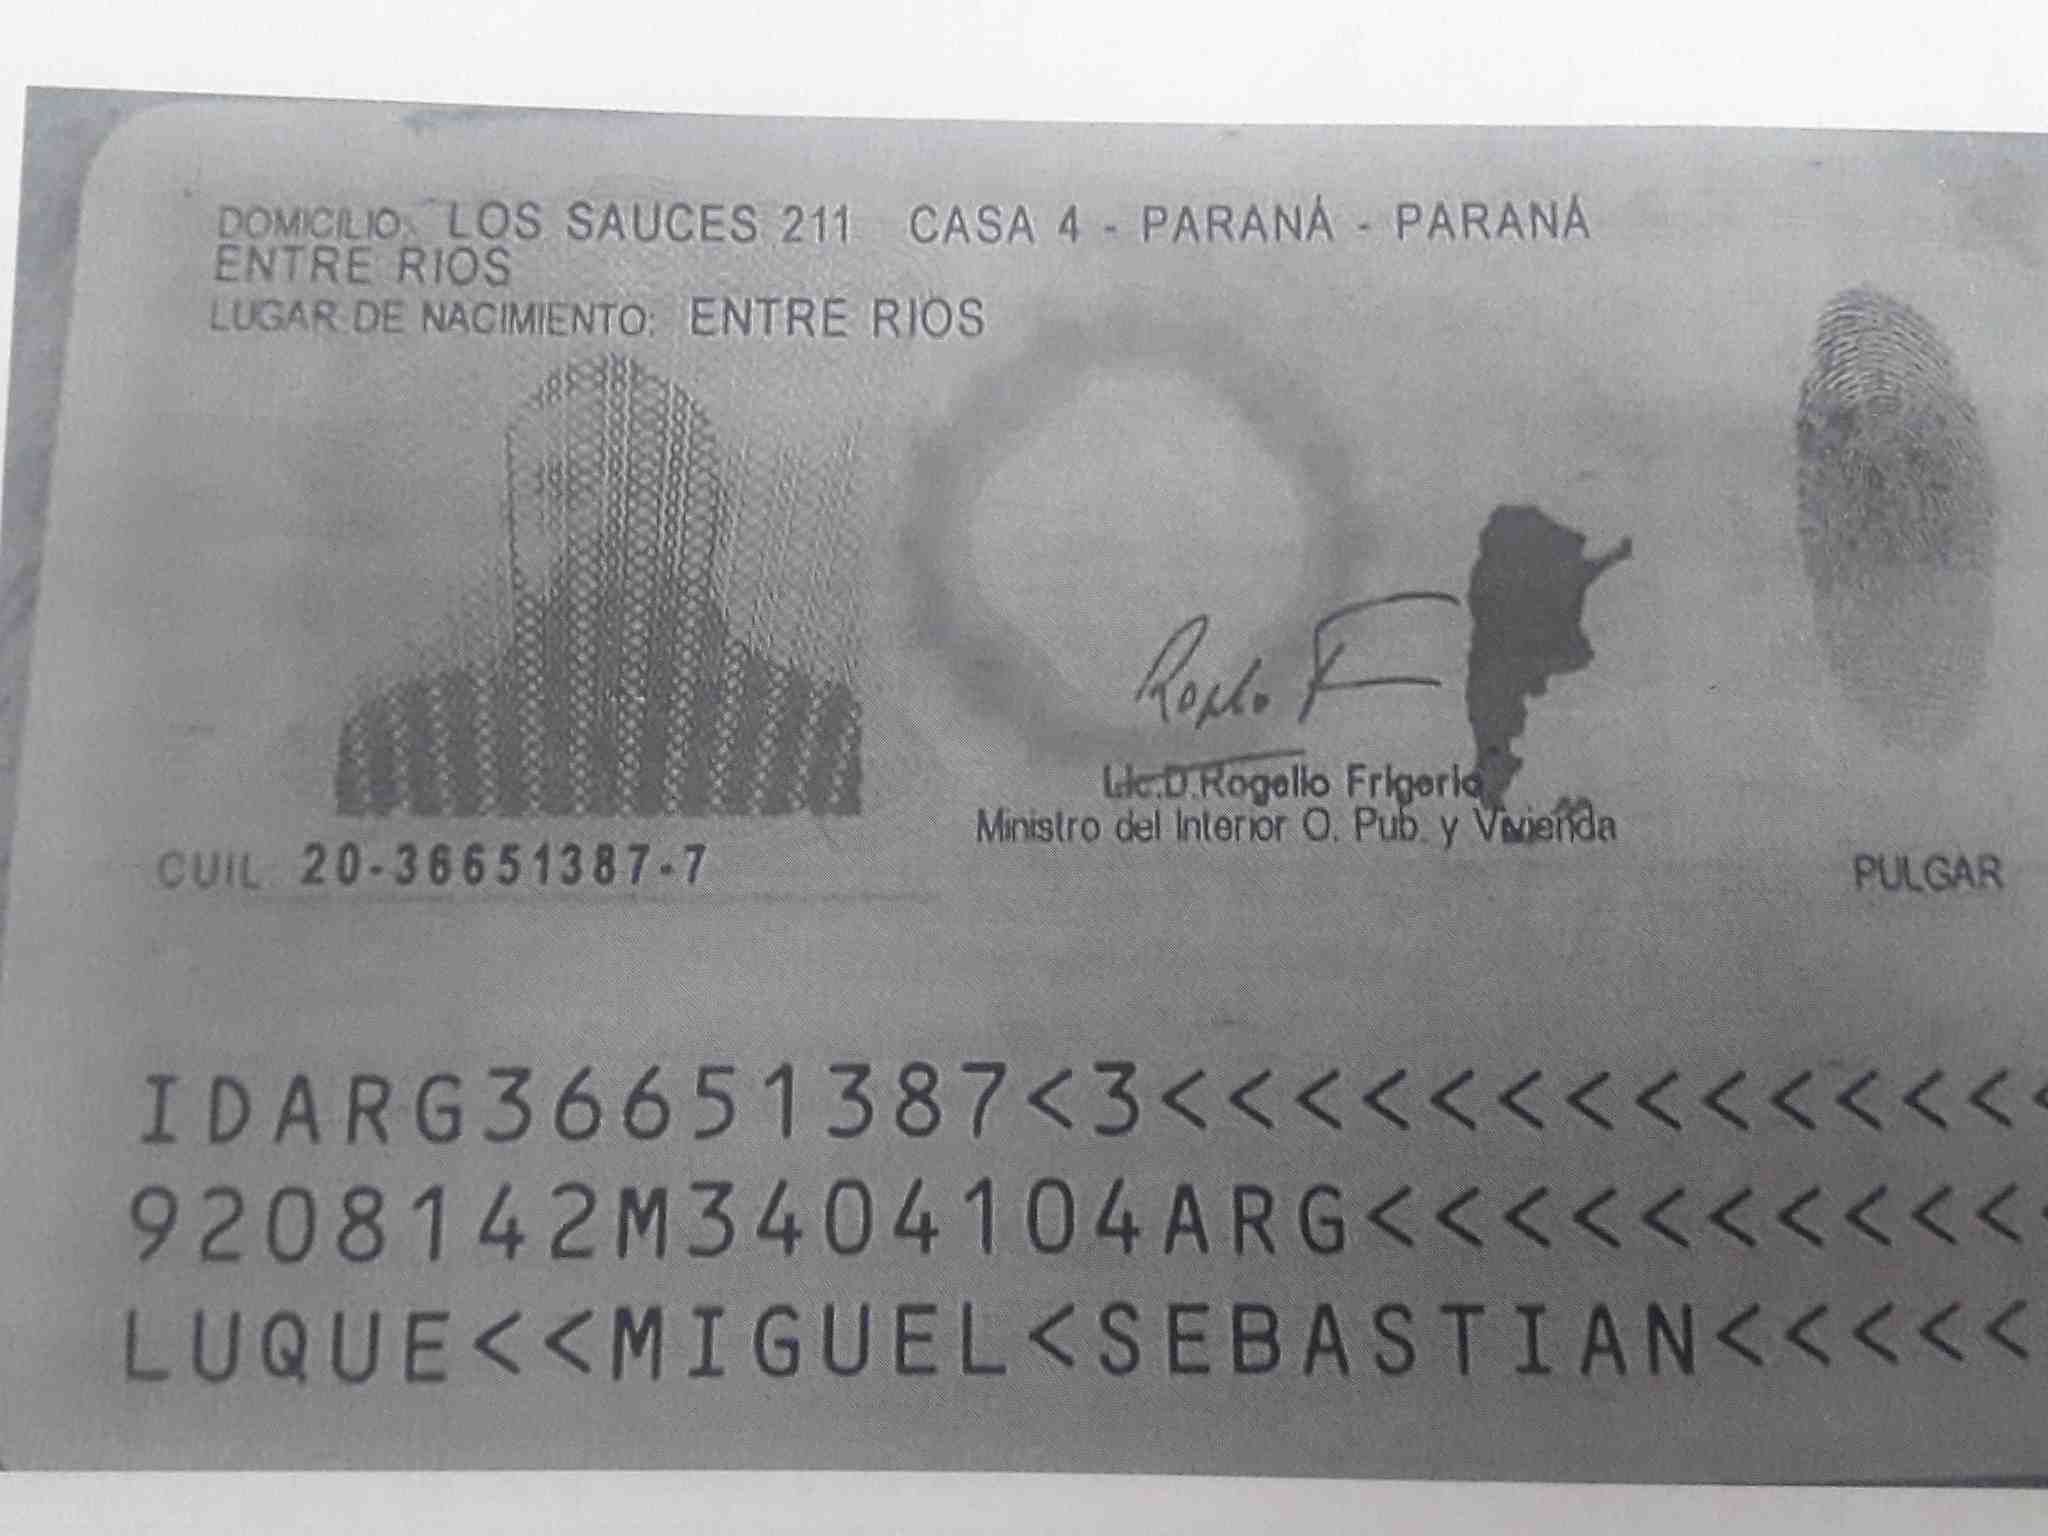 DOMICILIO: LOS SAUCES 211 CASA 4 - PARANÁ - PARANÁ
ENTRE RIOS
LUGAR DE NACIMIENTO: ENTRE RIOS
Lic.D.Rogelio Frigerio
Ministro del Interior O. Pub. y Vivienda
CUIL: 20-36651387-7
PULGAR
IDARG36651387<3<<<<<<<<<<<<<
9208142M3404104ARG<<<<<<<<<<
LUQUE<<MIGUEL<SEBASTIAN<<<<<